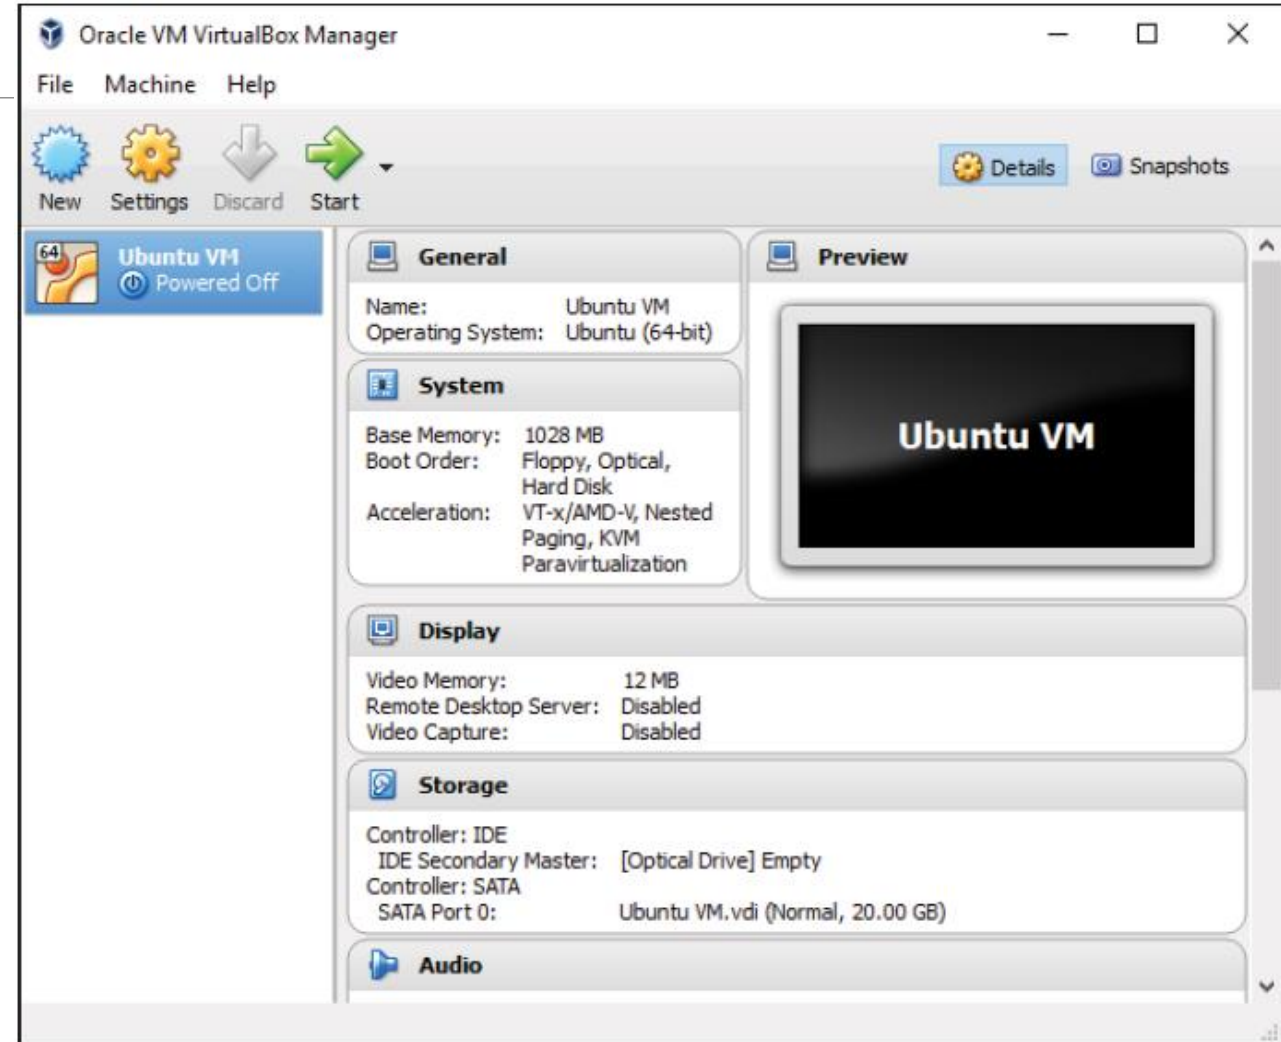 Oracle VM VirtualBox Manager
File Machine Help
New Settings Discard Start
Details Snapshots
64
Ubuntu VM
Powered Off
General
Name: Ubuntu VM
Operating System: Ubuntu (64-bit)
System
Base Memory: 1028 MB
Boot Order: Floppy, Optical,
Hard Disk
Acceleration: VT-x/AMD-V, Nested
Paging, KVM
Paravirtualization
Preview
Ubuntu VM
Display
Video Memory: 12 MB
Remote Desktop Server: Disabled
Video Capture: Disabled
Storage
Controller: IDE
IDE Secondary Master: [Optical Drive] Empty
Controller: SATA
SATA Port 0: Ubuntu VM.vdi (Normal, 20.00 GB)
Audio